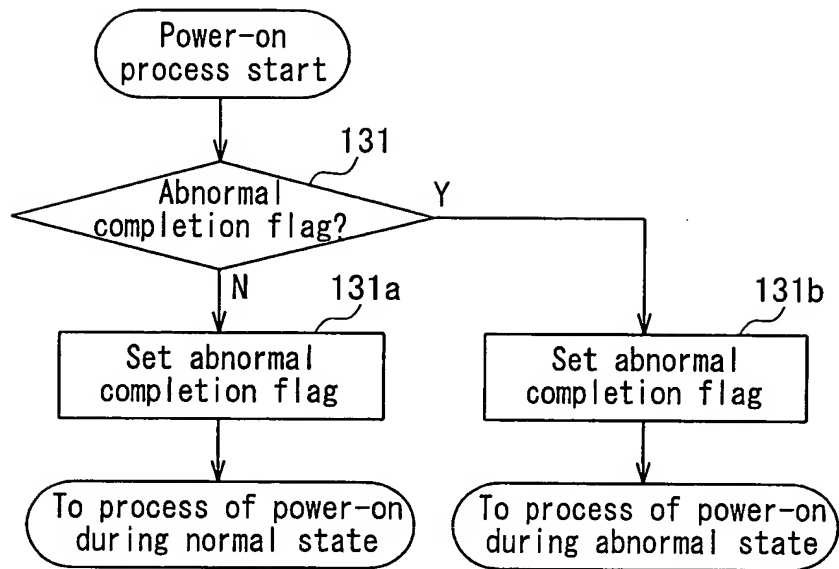 Power-on
process start
131
Abnormal
completion flag?
Y
N
131a
131b
Set abnormal
completion flag
Set abnormal
completion flag
To process of power-on
during normal state
To process of power-on
during abnormal state